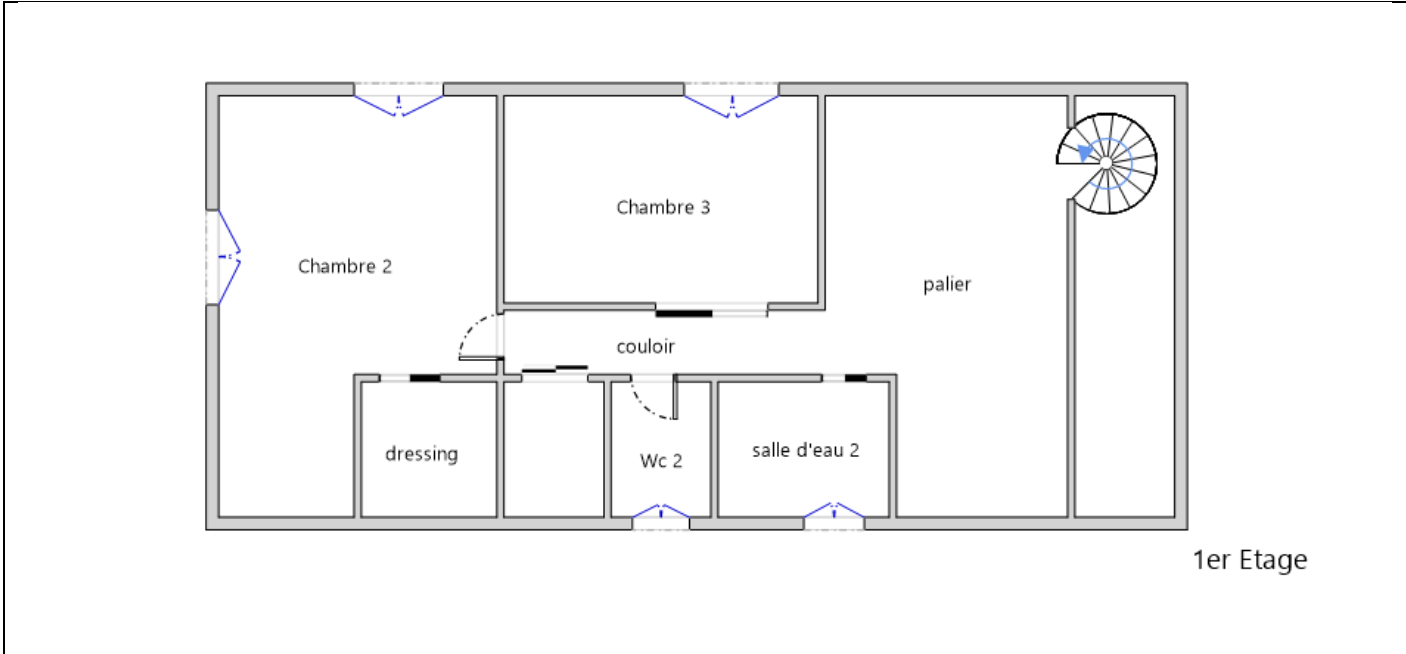 Chambre 3
Chambre 2
palier
couloir
dressing
Wc 2
salle d'eau 2
1er Etage